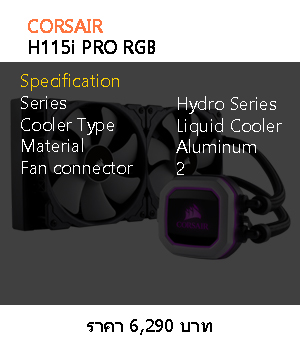 CORSAIR
H115i PRO RGB
Specification
Series Hydro Series
Cooler Type Liquid Cooler
Material Aluminum
Fan connector 2
CORSAIR
ราคา 6,290 บาท